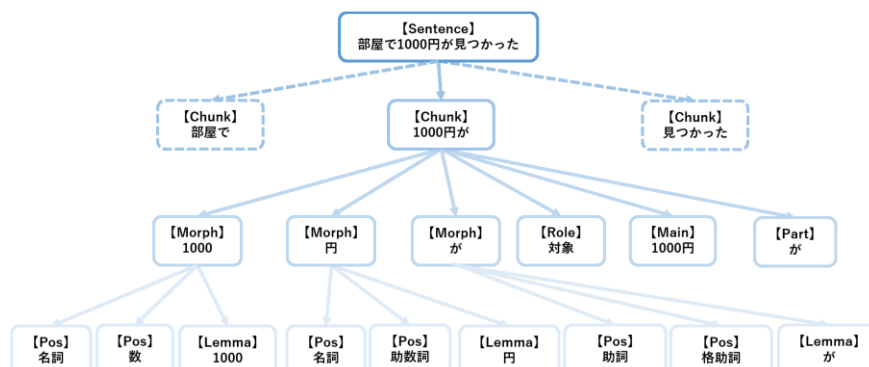 【Sentence】
部屋で1000円が見つかった
【Chunk】
部屋で
【Chunk】
1000円が
【Chunk】
見つかった
【Morph】
1000
【Morph】
円
【Morph】
が
【Role】
対象
【Main】
1000円
【Part】
が
【Pos】
名詞
【Pos】
数
【Lemma】
1000
【Pos】
名詞
【Pos】
助数詞
【Lemma】
円
【Pos】
助詞
【Pos】
格助詞
【Lemma】
が